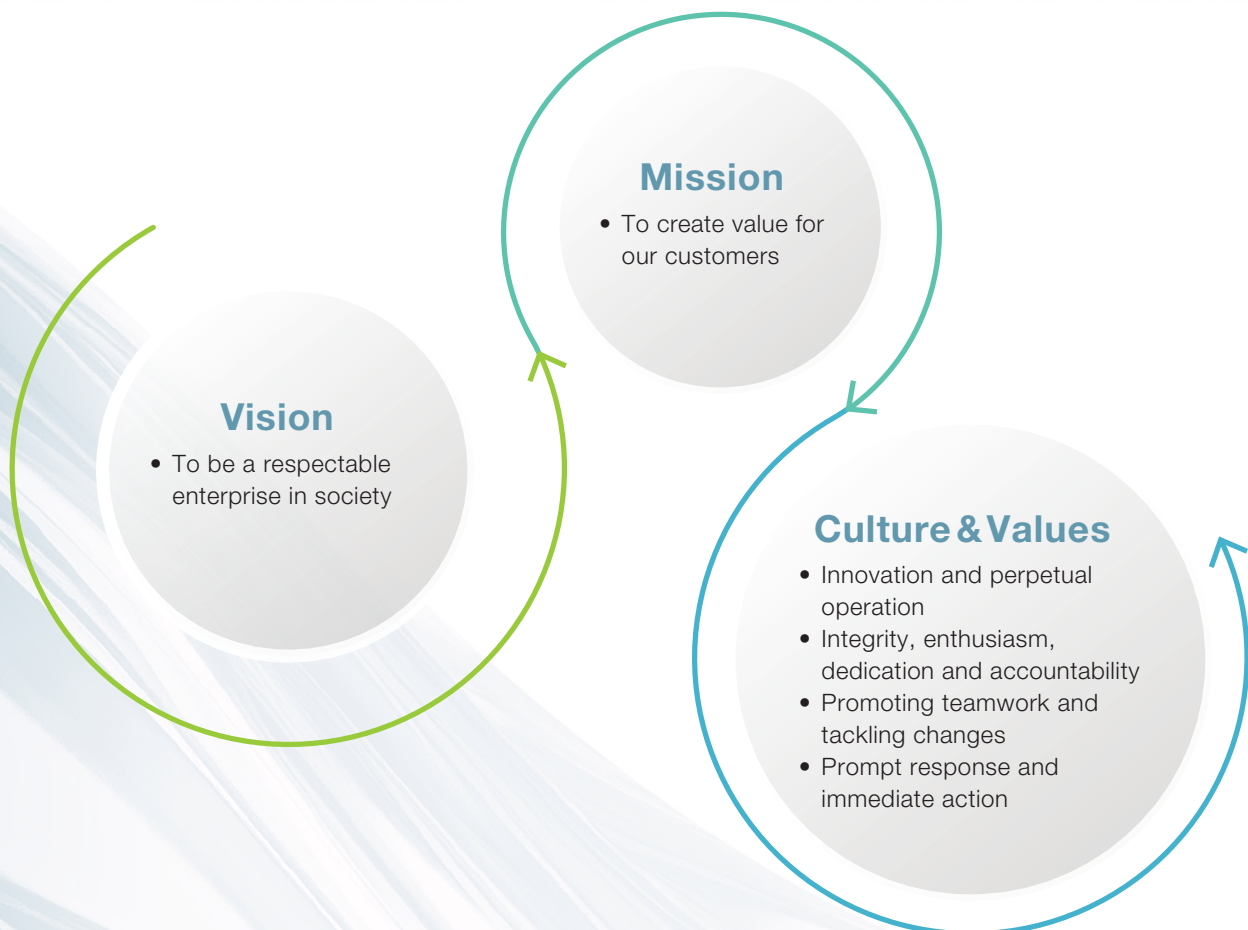 Mission
• To create value for
our customers
Vision
• To be a respectable
enterprise in society
Culture & Values
• Innovation and perpetual
operation
• Integrity, enthusiasm,
dedication and accountability
• Promoting teamwork and
tackling changes
• Prompt response and
immediate action